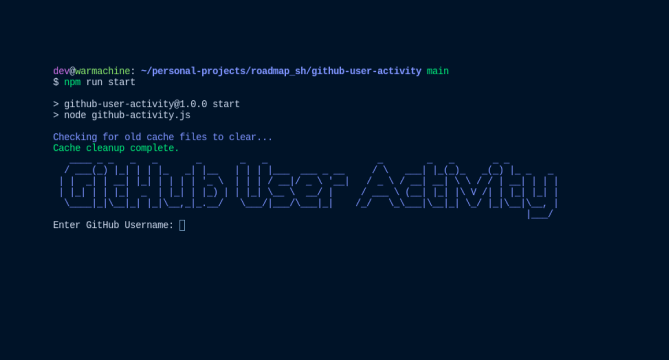 dev@warmachine: ~/personal-projects/roadmap_sh/github-user-activity main
$ npm run start
> github-user-activity@1.0.0 start
> node github-activity.js
Checking for old cache files to clear...
Cache cleanup complete.
GitHub User Activity
Enter GitHub Username: